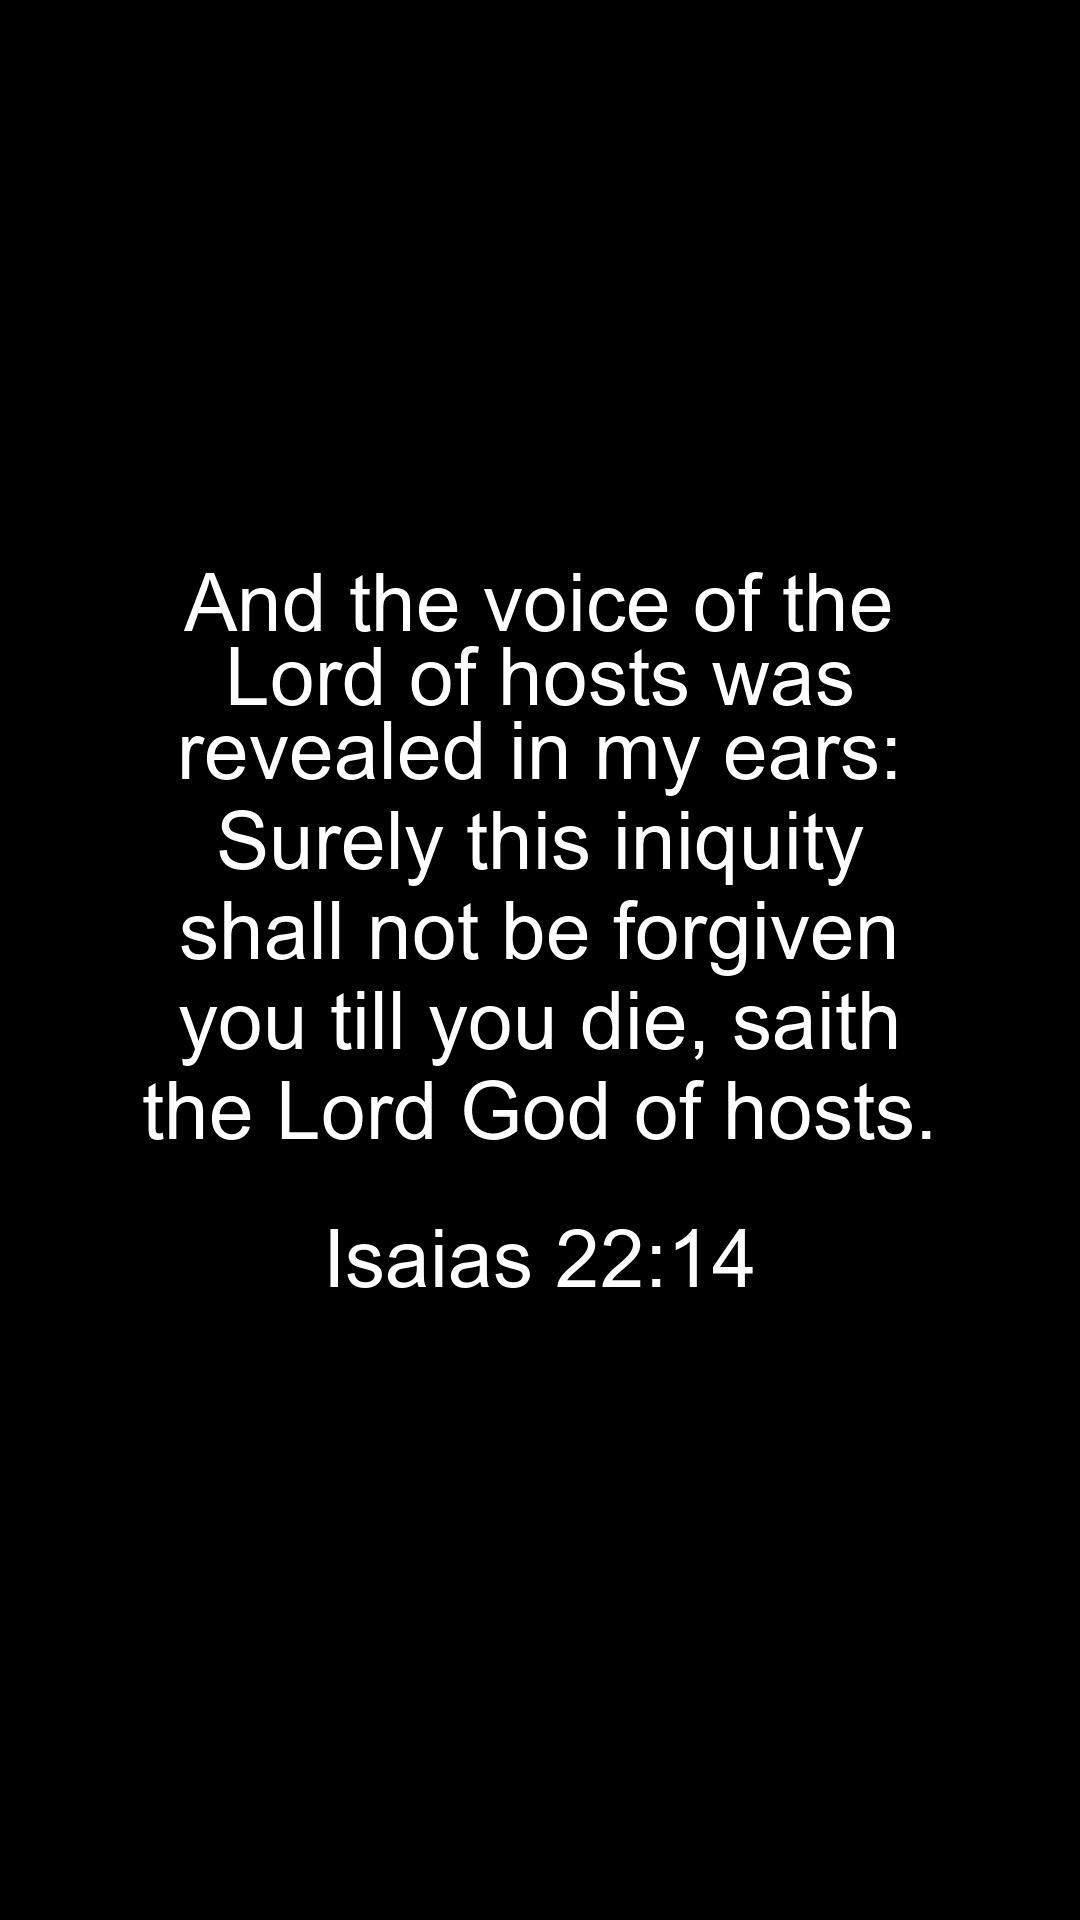 And the voice of the
Lord of hosts was
revealed in my ears:
Surely this iniquity
shall not be forgiven
you till you die, saith
the Lord God of hosts.
Isaias 22:14